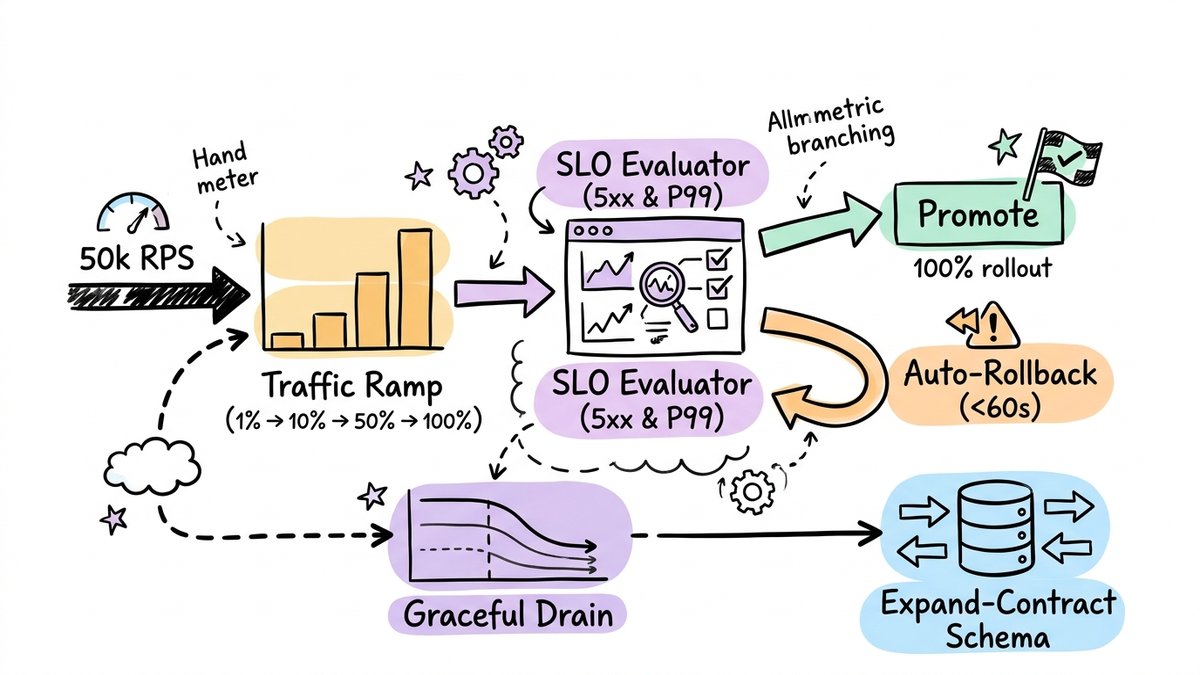 Hand
meter
50k RPS
Traffic Ramp
(1% → 10% → 50% → 100%)
SLO Evaluator
(5xx & P99)
SLO Evaluator
(5xx & P99)
Allmmetric
branching
Promote
100% rollout
Auto-Rollback
(<60s)
Graceful Drain
Expand-Contract
Schema